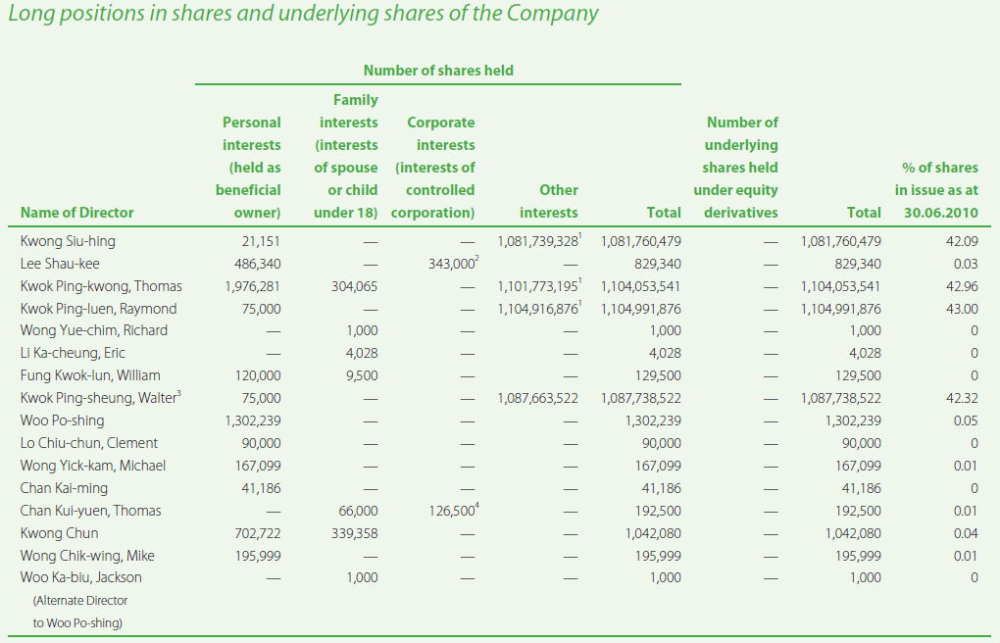 Long positions in shares and underlying shares of the Company
Number of shares held
Family
Personal interests Corporate Number of
interests (interests interests underlying
(held as of spouse (interests of shares held % of shares
beneficial or child controlled Other under equity in issue as at
Name of Director owner) under 18) corporation) interests Total derivatives Total 30.06.2010
Kwong Siu-hing 21,151 — — 1,081,739,328¹ 1,081,760,479 — 1,081,760,479 42.09
Lee Shau-kee 486,340 — 343,000² — 829,340 — 829,340 0.03
Kwok Ping-kwong, Thomas 1,976,281 304,065 — 1,101,773,195¹ 1,104,053,541 — 1,104,053,541 42.96
Kwok Ping-luen, Raymond 75,000 — — 1,104,916,876¹ 1,104,991,876 — 1,104,991,876 43.00
Wong Yue-chim, Richard — 1,000 — — 1,000 — 1,000 0
Li Ka-cheung, Eric — 4,028 — — 4,028 — 4,028 0
Fung Kwok-lun, William 120,000 9,500 — — 129,500 — 129,500 0
Kwok Ping-sheung, Walter³ 75,000 — — 1,087,663,522 1,087,738,522 — 1,087,738,522 42.32
Woo Po-shing 1,302,239 — — — 1,302,239 — 1,302,239 0.05
Lo Chiu-chun, Clement 90,000 — — — 90,000 — 90,000 0
Wong Yick-kam, Michael 167,099 — — — 167,099 — 167,099 0.01
Chan Kai-ming 41,186 — — — 41,186 — 41,186 0
Chan Kui-yuen, Thomas — 66,000 126,500⁴ — 192,500 — 192,500 0.01
Kwong Chun 702,722 339,358 — — 1,042,080 — 1,042,080 0.04
Wong Chik-wing, Mike 195,999 — — — 195,999 — 195,999 0.01
Woo Ka-biu, Jackson — 1,000 — — 1,000 — 1,000 0
(Alternate Director
to Woo Po-shing)